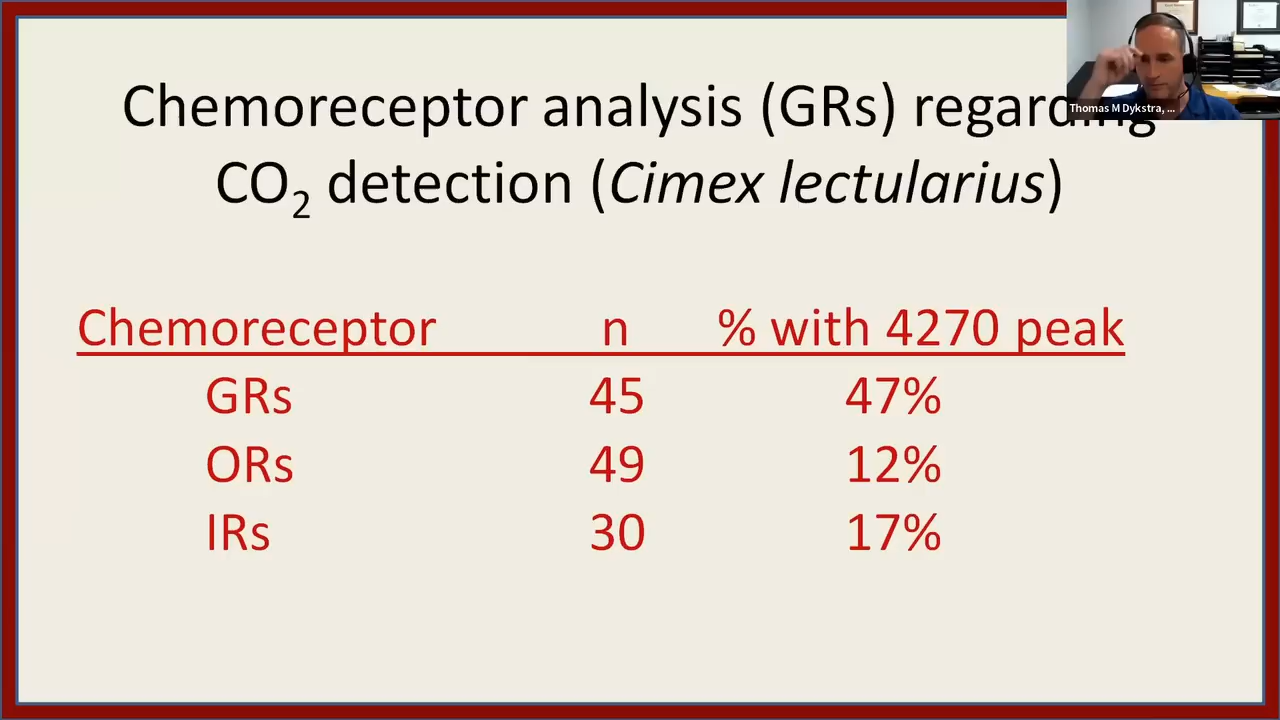 Chemoreceptor analysis (GRs) regarding
CO₂ detection (Cimex lectularius)
Thomas M Dykstra, ...
Chemoreceptor n % with 4270 peak
GRs 45 47%
ORs 49 12%
IRs 30 17%